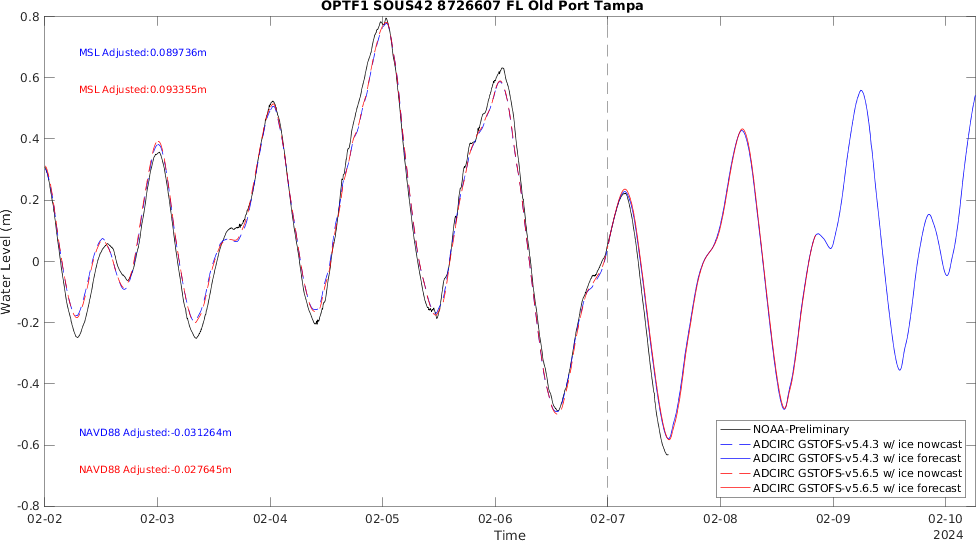 OPTF1 SOUS42 8726607 FL Old Port Tampa
0.8
0.6
0.4
0.2
0
-0.2
-0.4
-0.6
-0.8
Water Level (m)
MSL Adjusted:0.089736m
MSL Adjusted:0.093355m
NAVD88 Adjusted:-0.031264m
NAVD88 Adjusted:-0.027645m
NOAA-Preliminary
ADCIRC GSTOFS-v5.4.3 w/ ice nowcast
ADCIRC GSTOFS-v5.4.3 w/ ice forecast
ADCIRC GSTOFS-v5.6.5 w/ ice nowcast
ADCIRC GSTOFS-v5.6.5 w/ ice forecast
02-02 02-03 02-04 02-05 02-06 02-07 02-08 02-09 02-10
Time
2024